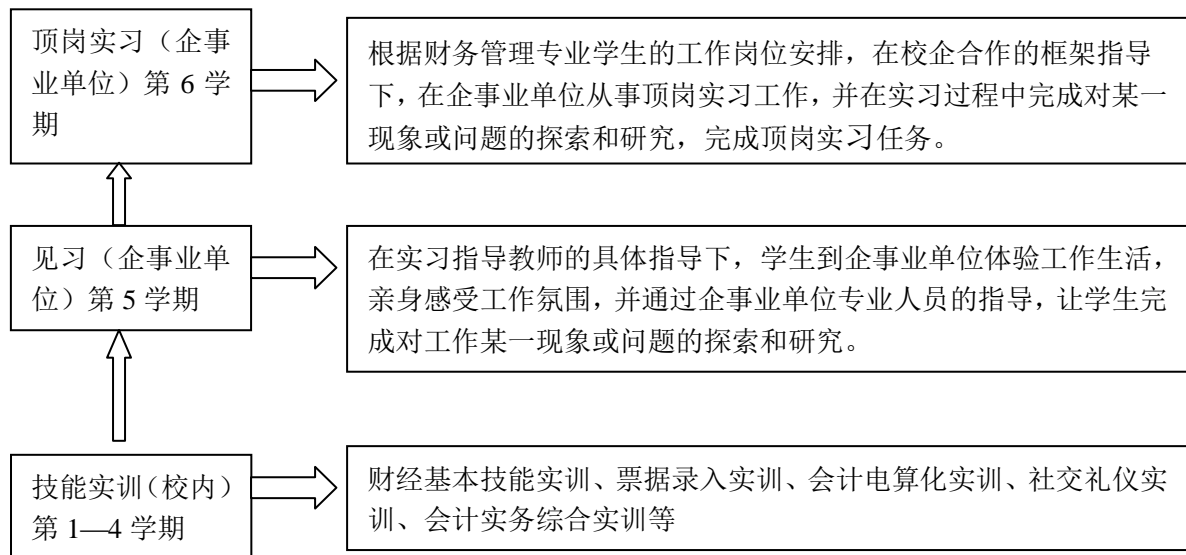 顶岗实习（企事
业单位）第 6 学
期
根据财务管理专业学生的工作岗位安排，在校企合作的框架指导
下，在企事业单位从事顶岗实习工作，并在实习过程中完成对某一
现象或问题的探索和研究，完成顶岗实习任务。
见习（企事业单
位）第 5 学期
在实习指导教师的具体指导下，学生到企事业单位体验工作生活，
亲身感受工作氛围，并通过企事业单位专业人员的指导，让学生完
成对工作某一现象或问题的探索和研究。
技能实训（校内）
第 1—4 学期
财经基本技能实训、票据录入实训、会计电算化实训、社交礼仪实
训、会计实务综合实训等